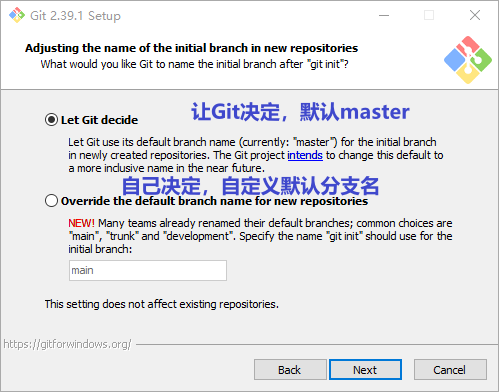 Git 2.39.1 Setup
Adjusting the name of the initial branch in new repositories
What would you like Git to name the initial branch after "git init"?
让Git决定，默认master
Let Git decide
Let Git use its default branch name (currently: "master") for the initial branch
in newly created repositories. The Git project intends to change this default to
a more inclusive name in the near future.
自己决定，自定义默认分支名
Override the default branch name for new repositories
NEW! Many teams already renamed their default branches; common choices are
"main", "trunk" and "development". Specify the name "git init" should use for the
initial branch:
main
This setting does not affect existing repositories.
https://gitforwindows.org/
Back
Next
Cancel